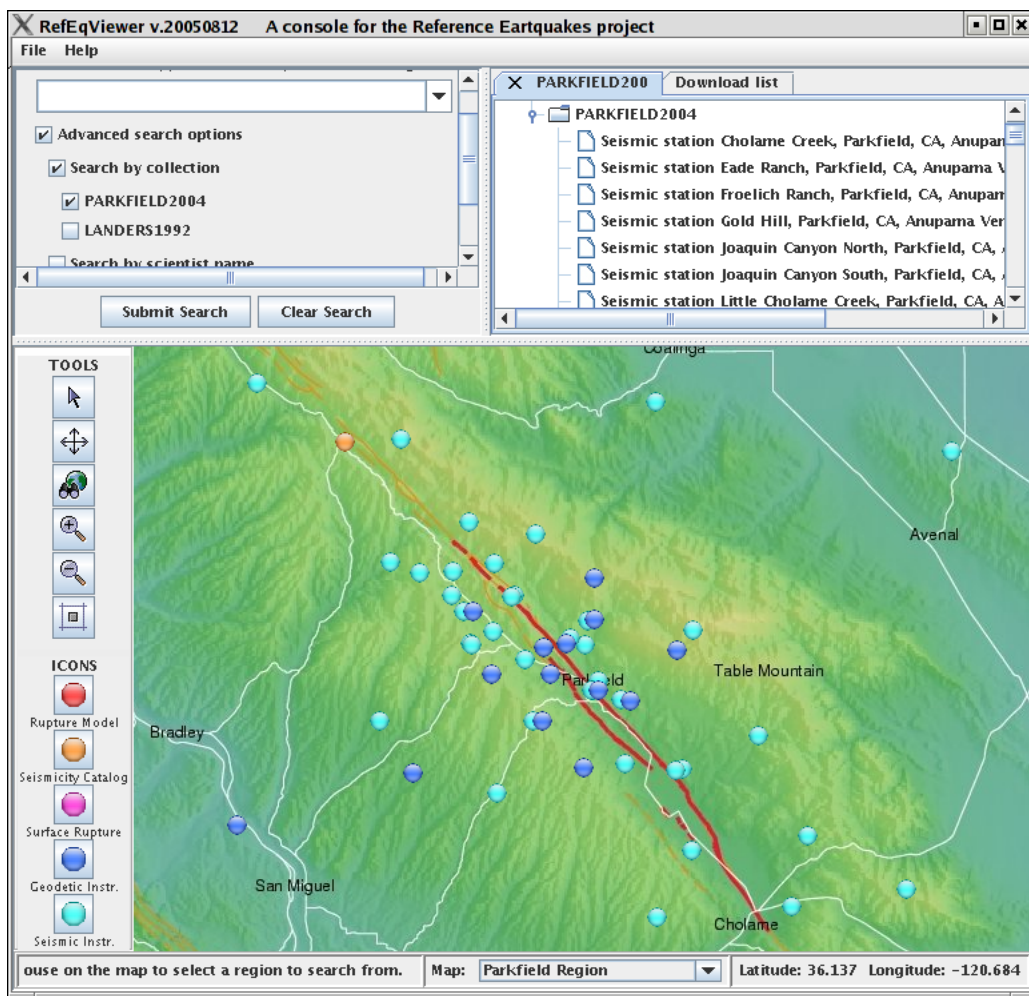 RefEqViewer v.20050812 A console for the Reference Eartquakes project
File Help
Advanced search options
Search by collection
PARKFIELD2004
LANDERS1992
Search by scientist name
Submit Search Clear Search
PARKFIELD200 Download list
PARKFIELD2004
Seismic station Cholame Creek, Parkfield, CA, Anupan
Seismic station Eade Ranch, Parkfield, CA, Anupama V
Seismic station Froelich Ranch, Parkfield, CA, Anupam
Seismic station Gold Hill, Parkfield, CA, Anupama Ver
Seismic station Joaquin Canyon North, Parkfield, CA,
Seismic station Joaquin Canyon South, Parkfield, CA,
Seismic station Little Cholame Creek, Parkfield, CA, A
TOOLS
ICONS
Rupture Model
Seismicity Catalog
Surface Rupture
Geodetic Instr.
Seismic Instr.
Coalinga
Avenal
Table Mountain
Parkfield
Bradley
San Miguel
Cholame
ouse on the map to select a region to search from. Map: Parkfield Region Latitude: 36.137 Longitude: -120.684